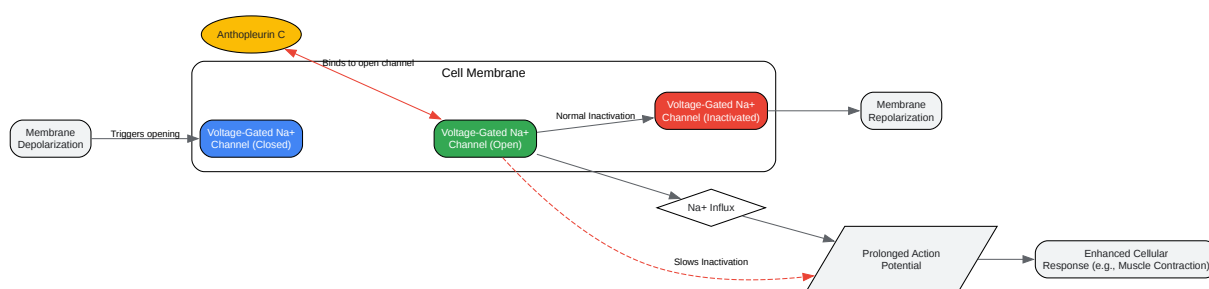 Anthopleurin C
Binds to open channel
Cell Membrane
Membrane
Depolarization
Triggers opening
Voltage-Gated Na+
Channel (Closed)
Voltage-Gated Na+
Channel (Open)
Normal Inactivation
Voltage-Gated Na+
Channel (Inactivated)
Membrane
Repolarization
Na+ Influx
Slows Inactivation
Prolonged Action
Potential
Enhanced Cellular
Response (e.g., Muscle Contraction)